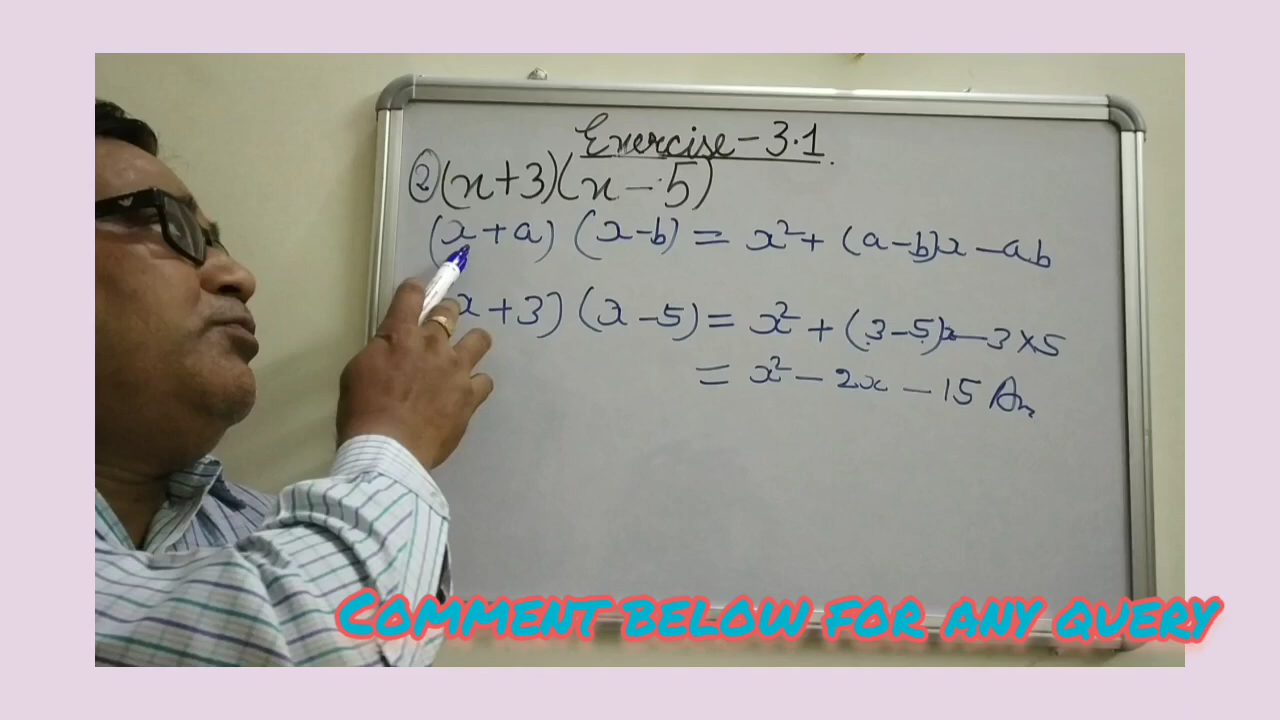 Exercise - 3.1
② (x+3)(x-5)
(x+a) (x-b) = x² + (a-b)x - ab
x+3) (x-5) = x² + (3-5)x - 3×5
= x² - 2x - 15 An
COMMENT BELOW FOR ANY QUERY